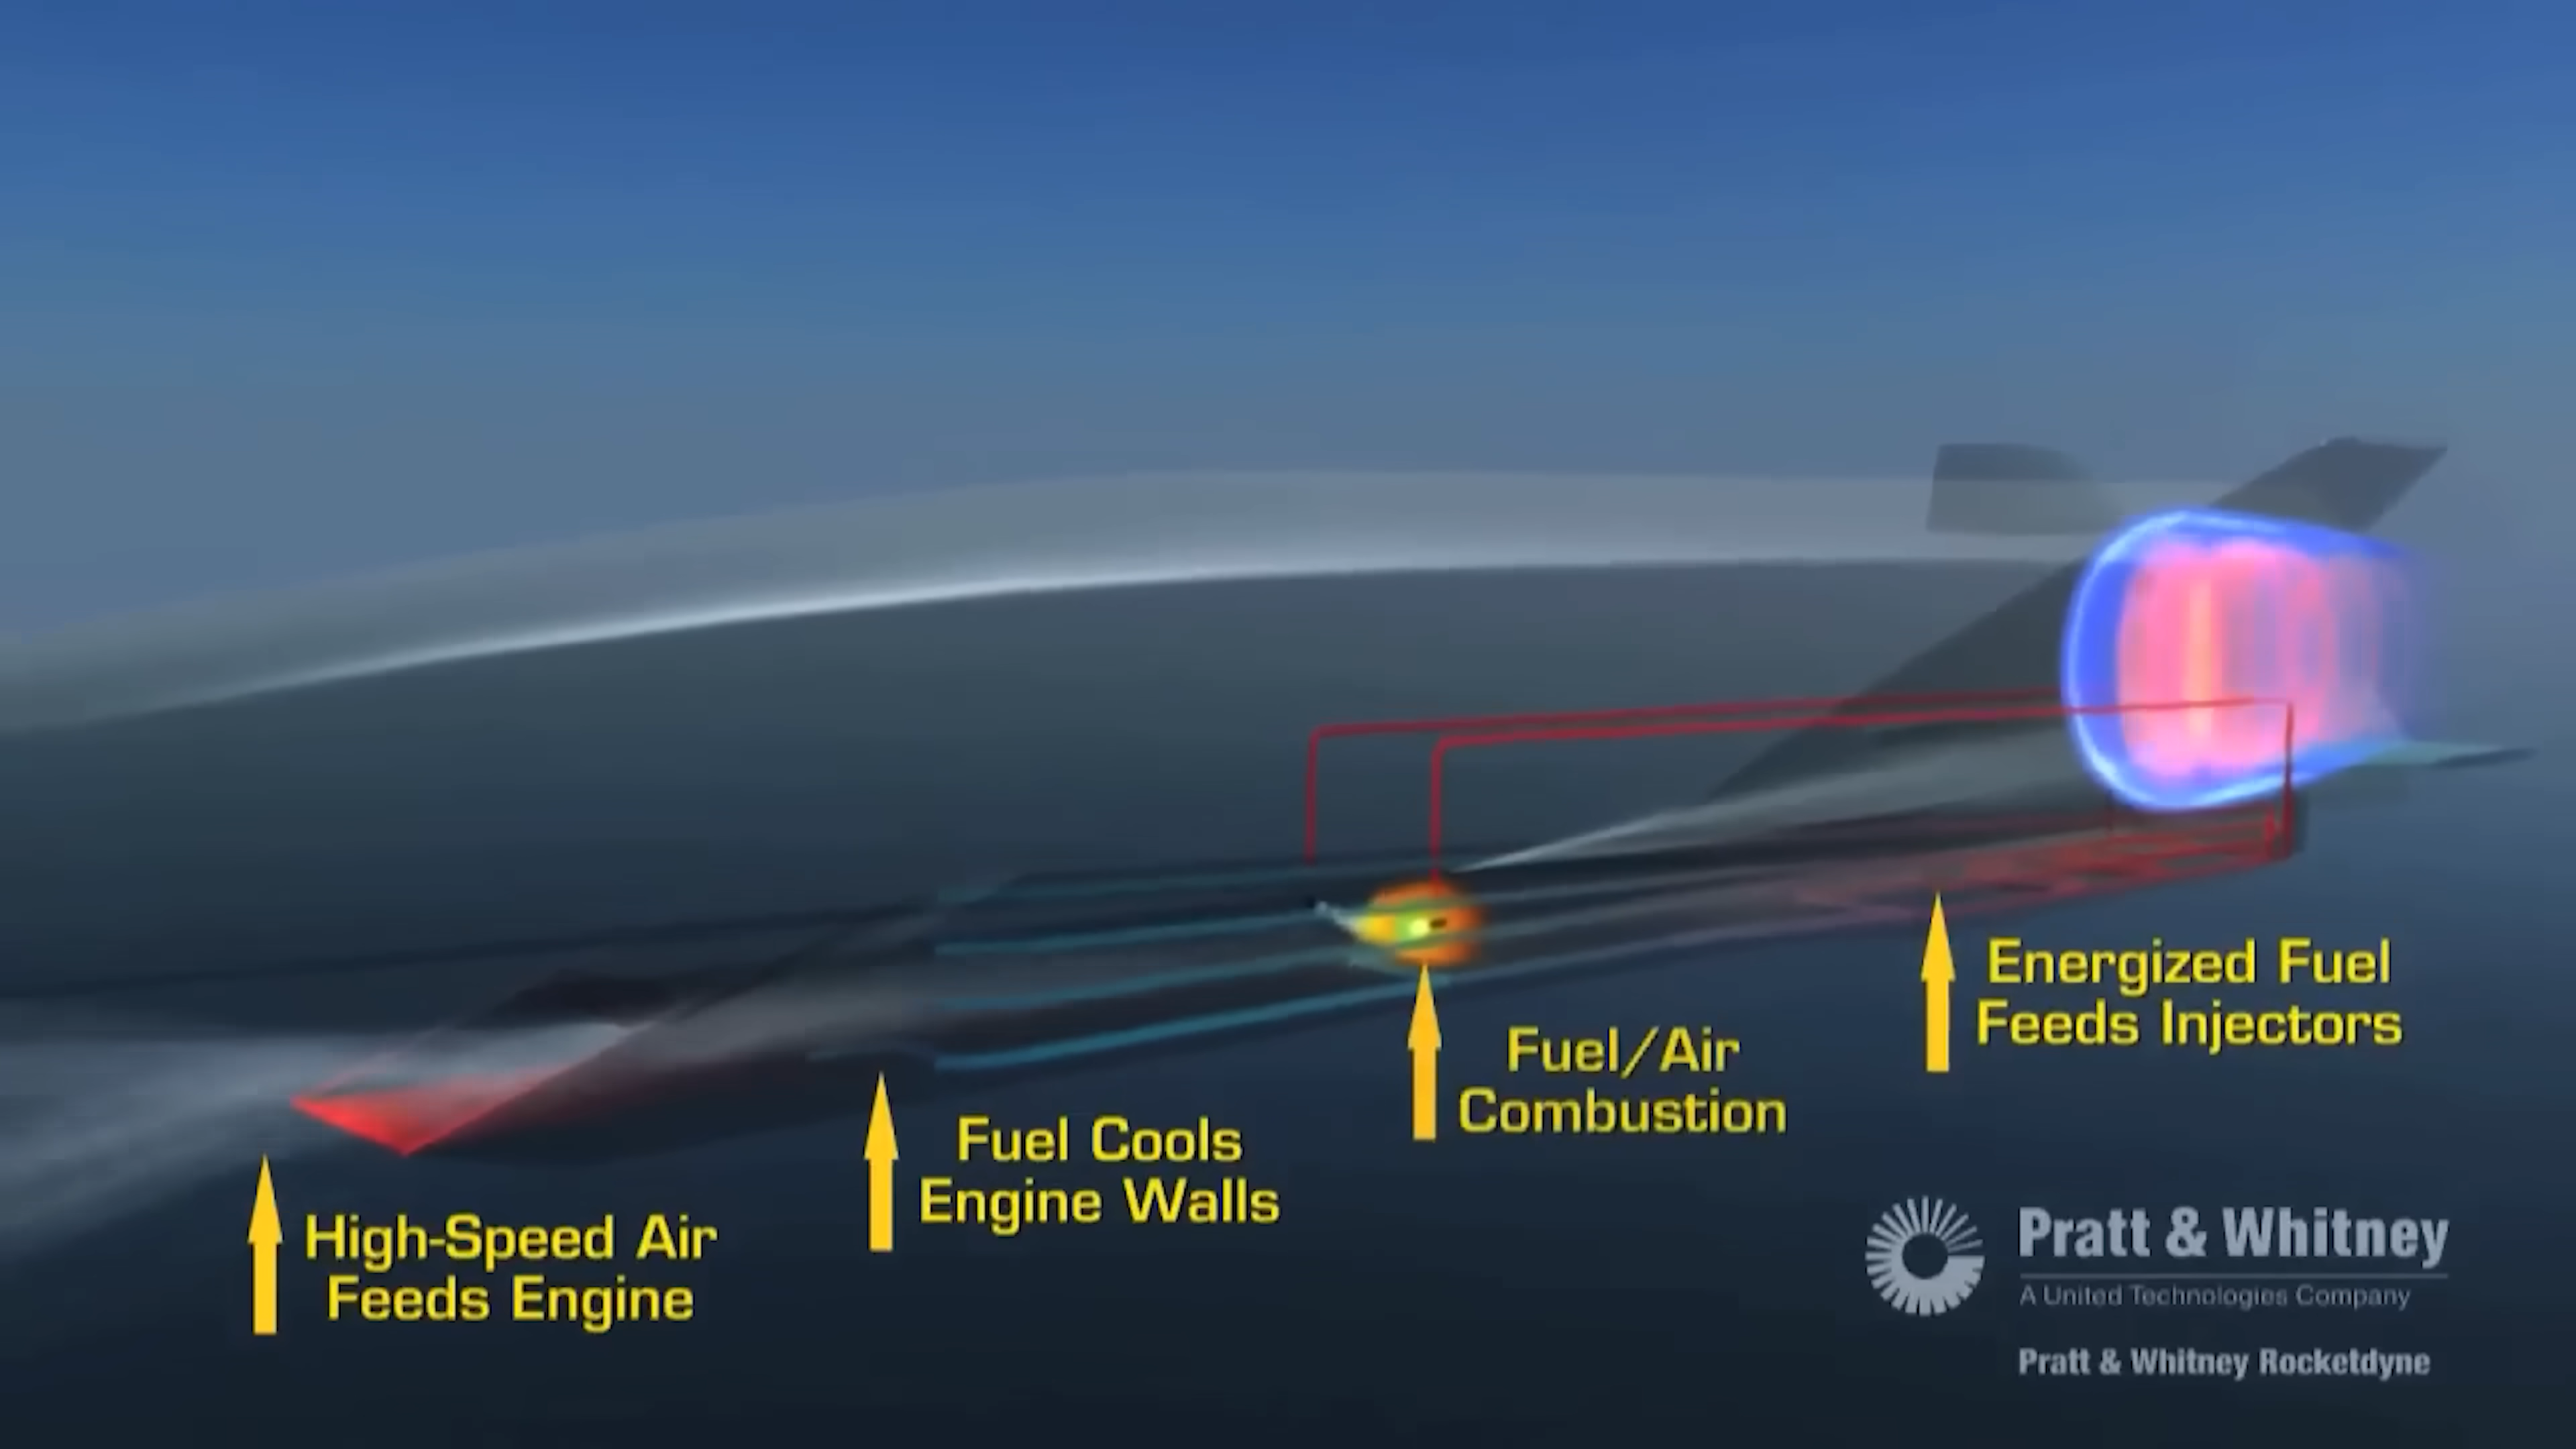 High-Speed Air
Feeds Engine
Fuel Cools
Engine Walls
Fuel/Air
Combustion
Energized Fuel
Feeds Injectors
Pratt & Whitney
A United Technologies Company
Pratt & Whitney Rocketdyne